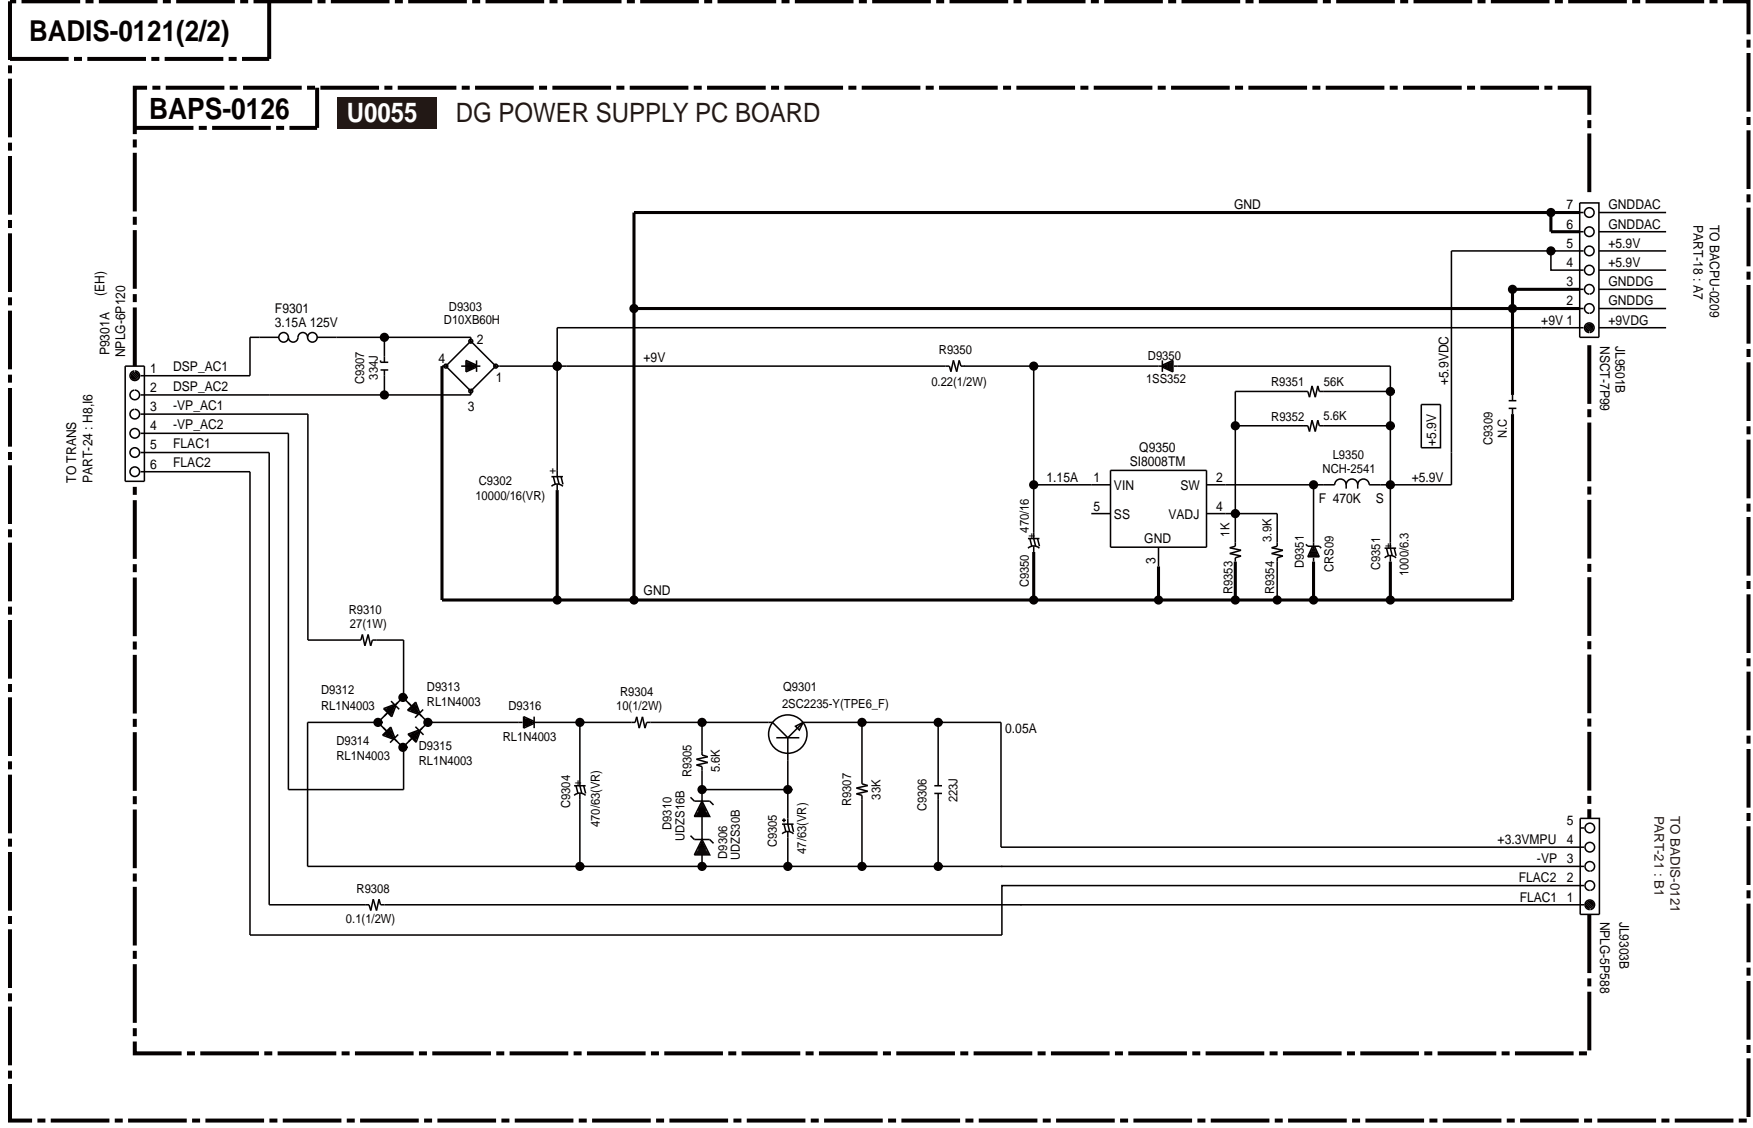 BADIS-0121(2/2)
BAPS-0126
U0055
DG POWER SUPPLY PC BOARD
GND
7 GNDDAC
6 GNDDAC
5 +5.9V
4 +5.9V
3 GNDDG
2 GNDDG
+9V 1 +9VDG
TO BACPU-0209
PART-18 : A7
JL9501B
NSCT-7P99
P9301A (EH)
NPLG-6P120
F9301
3.15A 125V
C9307
334J
D9303
D10XB60H
2
4
1
3
+9V
1 DSP_AC1
2 DSP_AC2
3 -VP_AC1
4 -VP_AC2
5 FLAC1
6 FLAC2
TO TRANS
PART-24 : H8,I6
C9302
10000/16(VR)
+
GND
R9350
0.22(1/2W)
D9350
1SS352
R9351 56K
R9352 5.6K
+5.9VDC
+5.9V
C9309
N.C
Q9350
SI8008TM
1.15A 1 VIN
SW 2
5 SS
VADJ 4
GND
3
L9350
NCH-2541
F 470K S
+5.9V
C9350
470/16
+
R9353
1K
R9354
3.9K
D9351
CRS09
C9351
1000/6.3
+
R9310
27(1W)
D9312
RL1N4003
D9313
RL1N4003
D9314
RL1N4003
D9315
RL1N4003
D9316
RL1N4003
R9304
10(1/2W)
Q9301
2SC2235-Y(TPE6_F)
0.05A
C9304
470/63(VR)
+
R9305
5.6K
D9310
UDZS16B
D9306
UDZS30B
C9305
47/63(VR)
+
R9307
33K
C9306
223J
R9308
0.1(1/2W)
5
+3.3VMPU 4
-VP 3
FLAC2 2
FLAC1 1
TO BADIS-0121
PART-21 : B1
JL9303B
NPLG-5P588